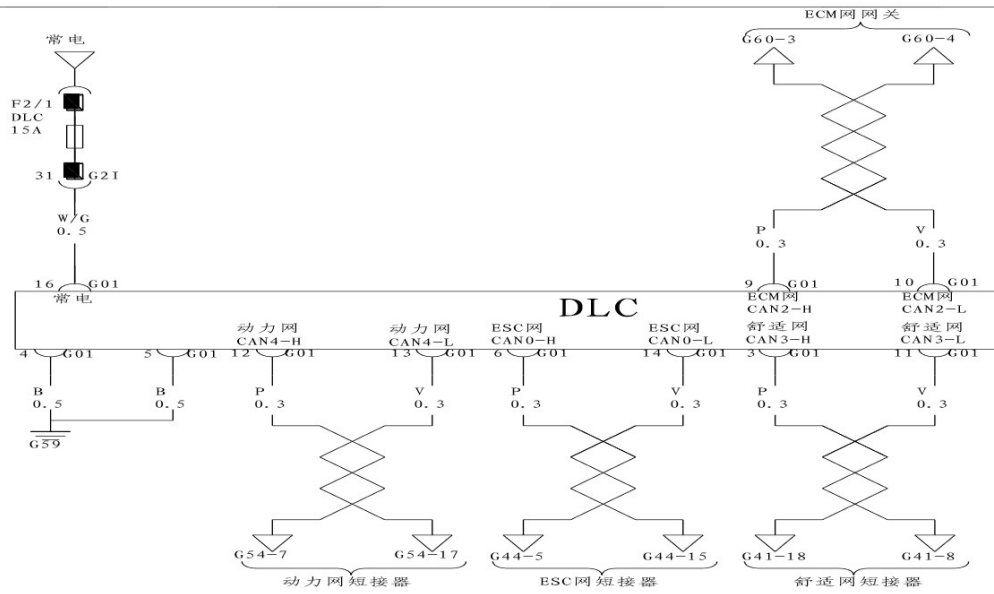 ECM网网关
常电
G60-3
G60-4
F2/1
DLC
15A
31
G2I
W/G
0.5
P
0.3
V
0.3
16
G01
9
G01
10
G01
常电
ECM网
CAN2-H
ECM网
CAN2-L
DLC
动力网
CAN4-H
动力网
CAN4-L
ESC网
CAN0-H
ESC网
CAN0-L
舒适网
CAN3-H
舒适网
CAN3-L
4
G01
5
G01
12
G01
13
G01
6
G01
14
G01
3
G01
11
G01
B
0.5
B
0.5
P
0.3
V
0.3
P
0.3
V
0.3
P
0.3
V
0.3
G59
G54-7
G54-17
G44-5
G44-15
G41-18
G41-8
动力网短接器
ESC网短接器
舒适网短接器